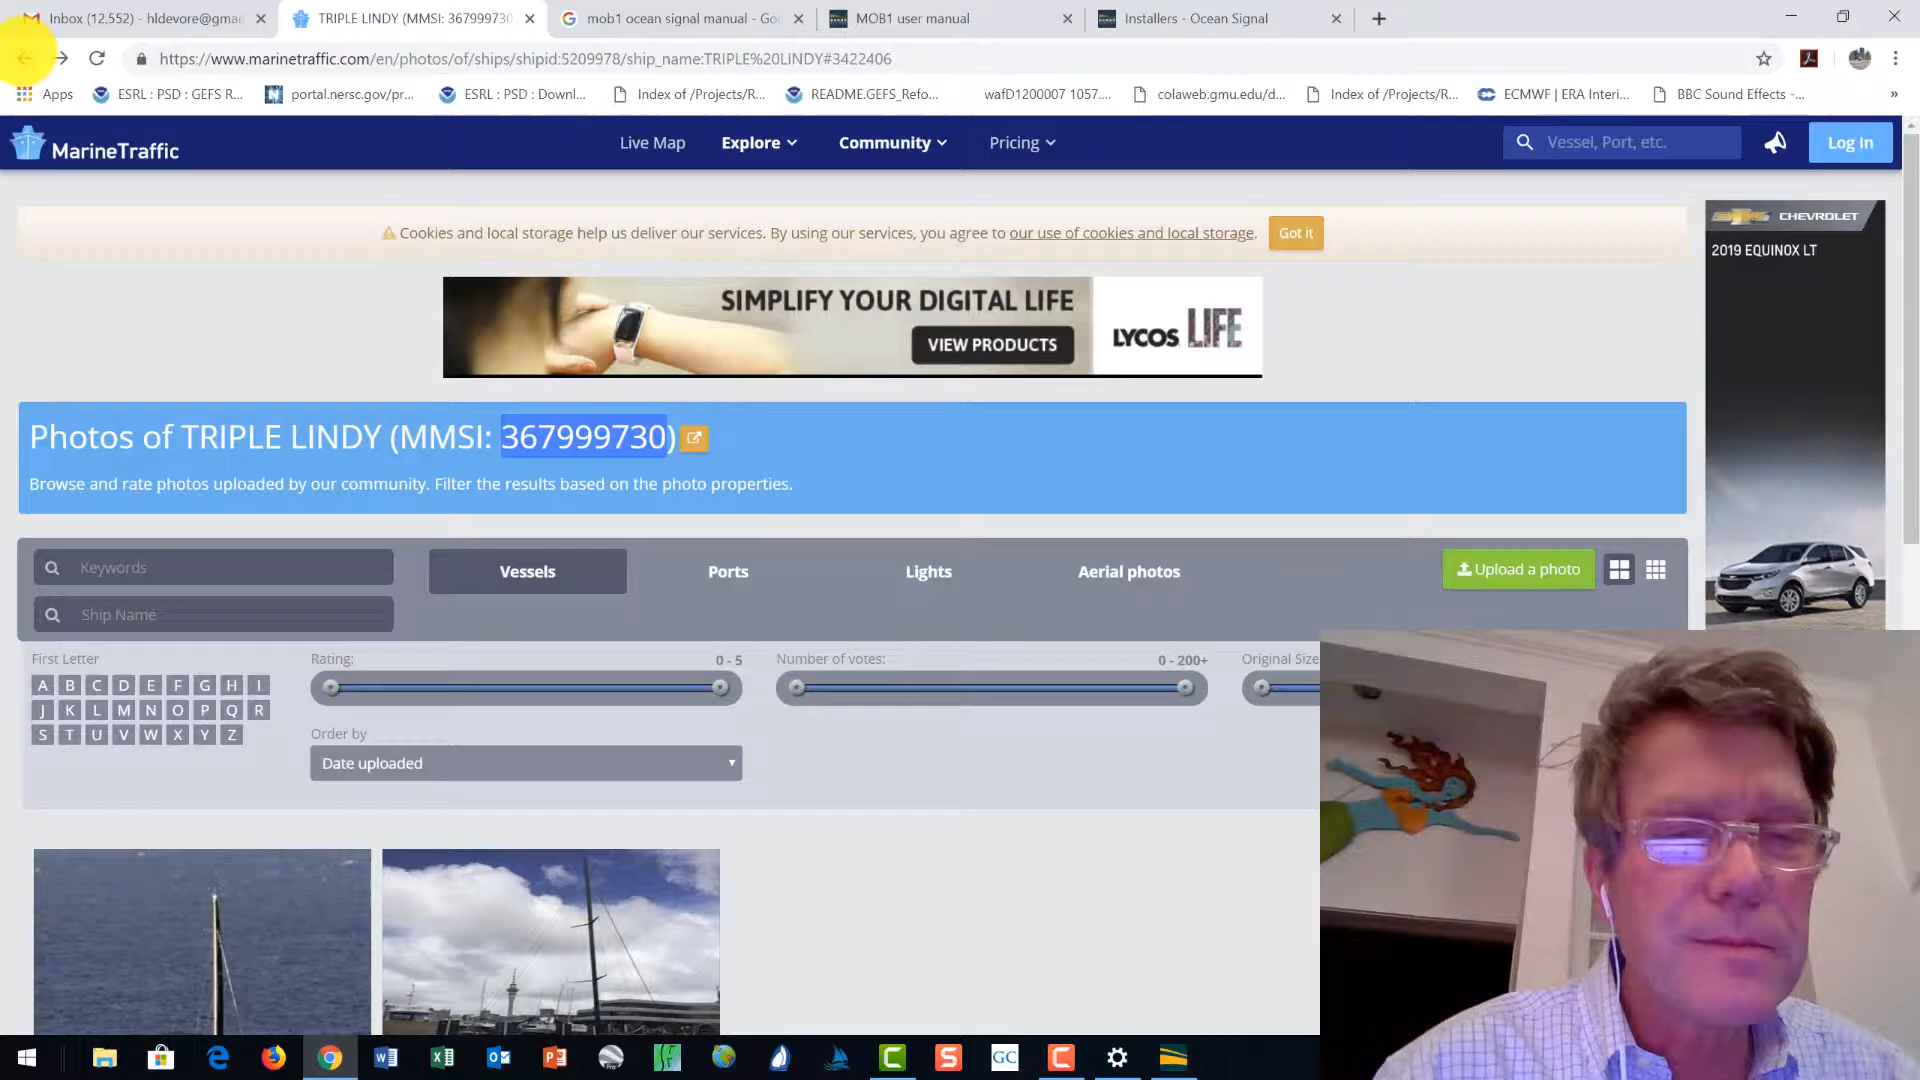 Inbox (12,552) - hldevore@gmai
TRIPLE LINDY (MMSI: 367999730
mob1 ocean signal manual - Goo
MOB1 user manual
Installers - Ocean Signal
https://www.marinetraffic.com/en/photos/of/ships/shipid:5209978/ship_name:TRIPLE%20LINDY#3422406
Apps
ESRL : PSD : GEFS R...
portal.nersc.gov/pr...
ESRL : PSD : Downl...
Index of /Projects/R...
README.GEFS_Refo...
wafD1200007 1057....
colaweb.gmu.edu/d...
Index of /Projects/R...
ECMWF | ERA Interi...
BBC Sound Effects -...
»
MarineTraffic
Live Map
Explore
Community
Pricing
Vessel, Port, etc.
Log In
Cookies and local storage help us deliver our services. By using our services, you agree to our use of cookies and local storage.
Got it
CHEVROLET
2019 EQUINOX LT
SIMPLIFY YOUR DIGITAL LIFE
VIEW PRODUCTS
LYCOS LIFE
Photos of TRIPLE LINDY (MMSI: 367999730)
Browse and rate photos uploaded by our community. Filter the results based on the photo properties.
Keywords
Vessels
Ports
Lights
Aerial photos
Upload a photo
Ship Name
First Letter
A B C D E F G H I
J K L M N O P Q R
S T U V W X Y Z
Rating:
0 - 5
Number of votes:
0 - 200+
Original Size
Order by
Date uploaded
GC